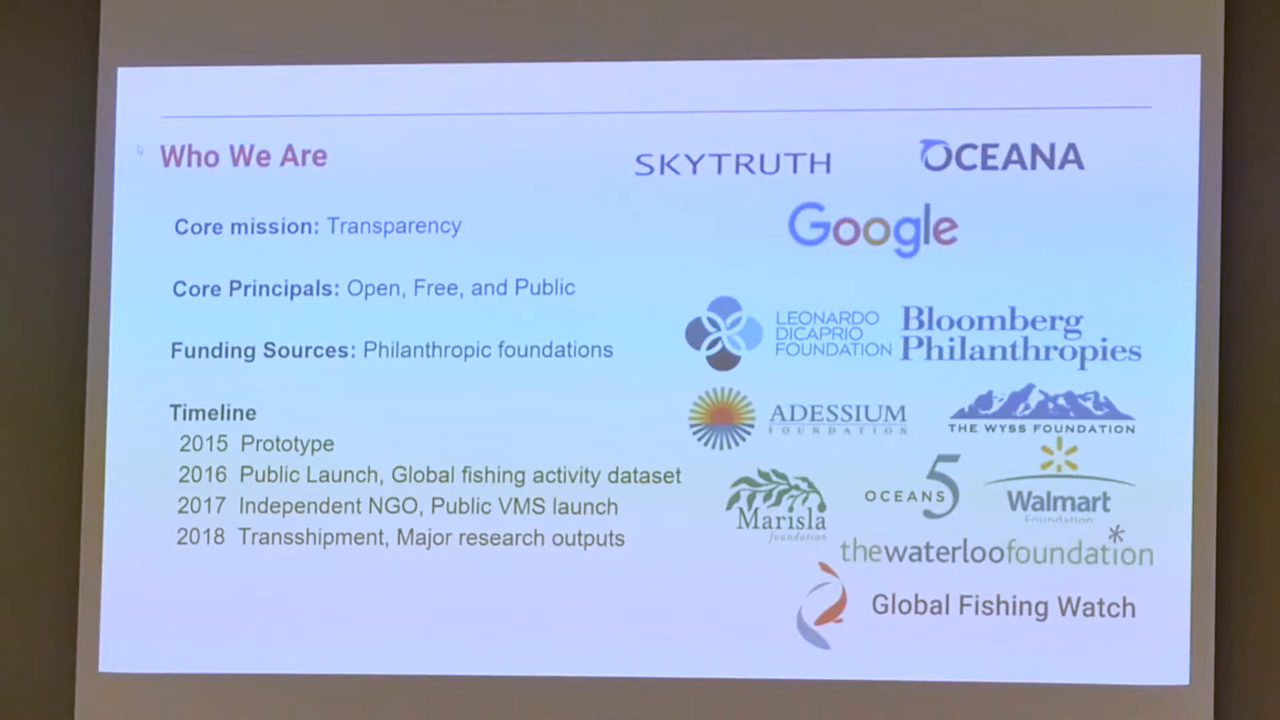 Who We Are
Core mission: Transparency
Core Principals: Open, Free, and Public
Funding Sources: Philanthropic foundations
Timeline
2015 Prototype
2016 Public Launch, Global fishing activity dataset
2017 Independent NGO, Public VMS launch
2018 Transshipment, Major research outputs
SKYTRUTH
OCEANA
Google
LEONARDO
DICAPRIO
FOUNDATION
Bloomberg
Philanthropies
ADESSIUM
FOUNDATION
THE WYSS FOUNDATION
Marisla
foundation
OCEANS 5
Walmart
Foundation
thewaterloofoundation
Global Fishing Watch